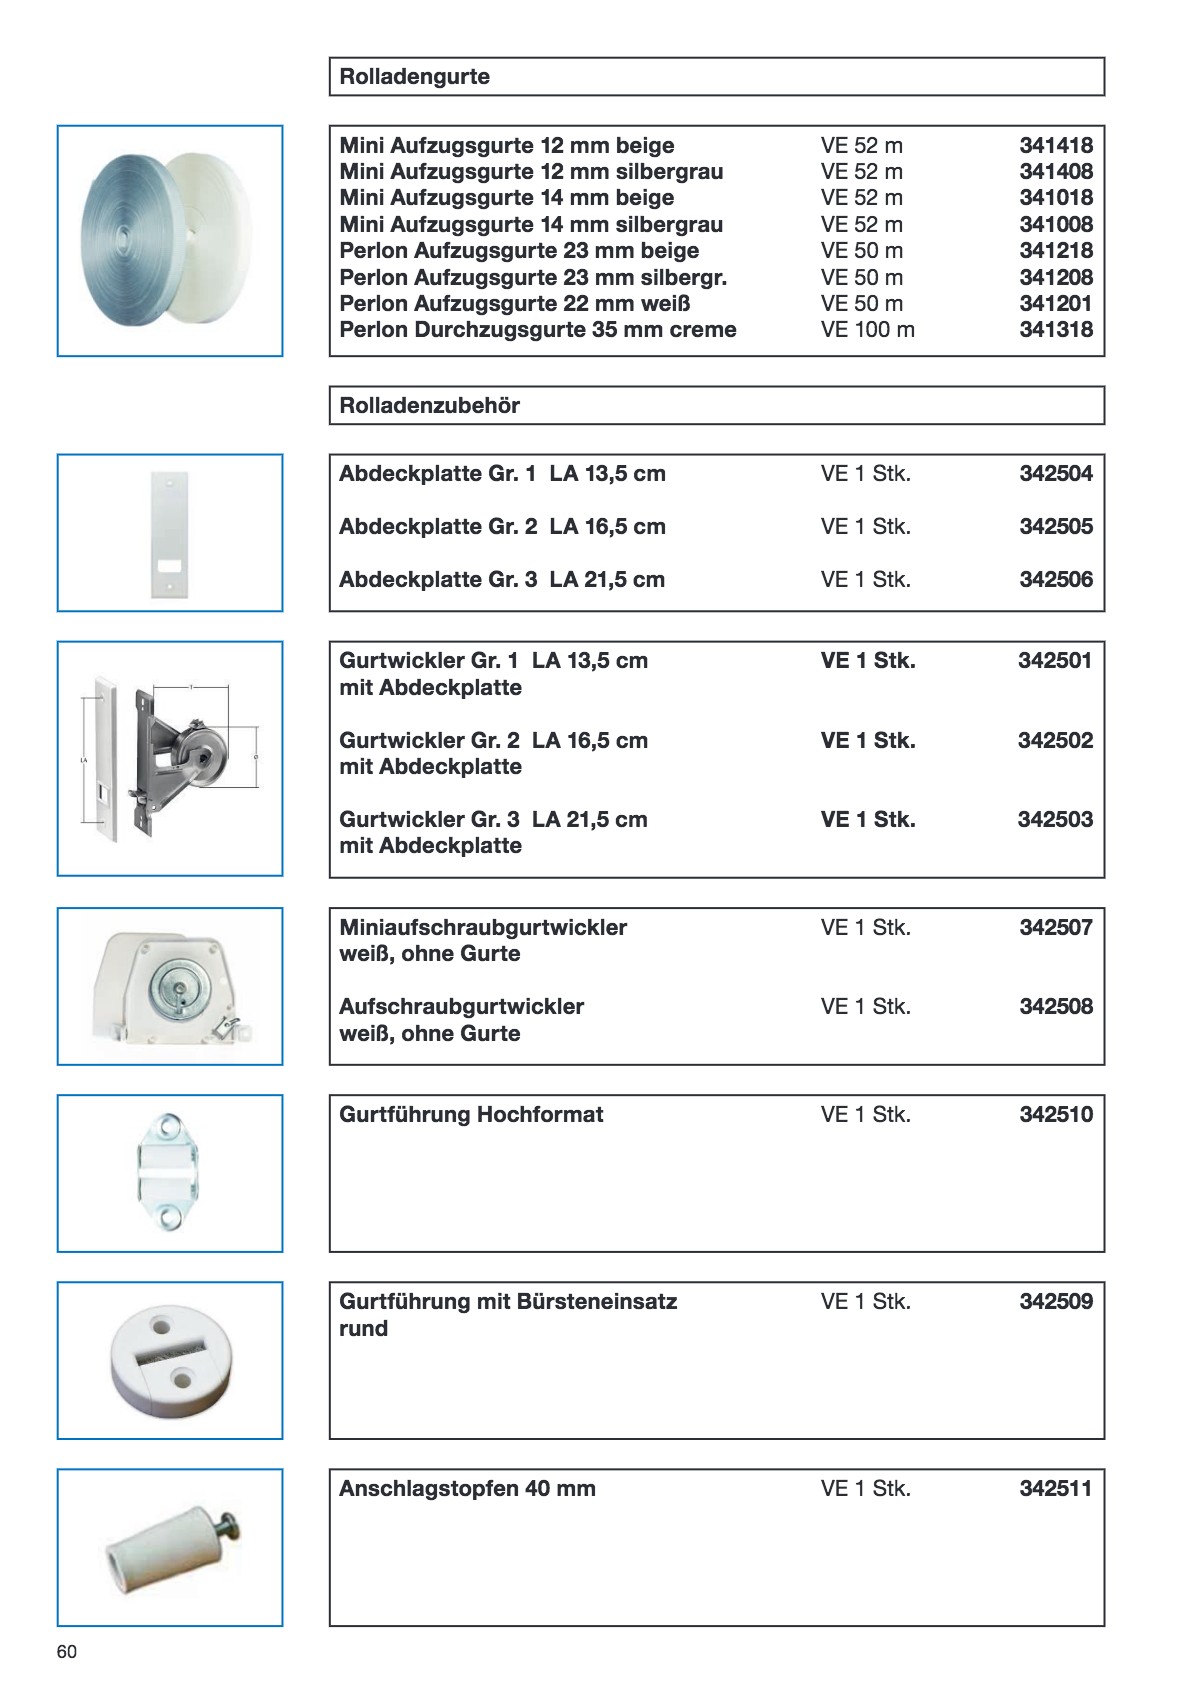 Rolladengurte
Mini Aufzugsgurte 12 mm beige VE 52 m 341418
Mini Aufzugsgurte 12 mm silbergrau VE 52 m 341408
Mini Aufzugsgurte 14 mm beige VE 52 m 341018
Mini Aufzugsgurte 14 mm silbergrau VE 52 m 341008
Perlon Aufzugsgurte 23 mm beige VE 50 m 341218
Perlon Aufzugsgurte 23 mm silbergr. VE 50 m 341208
Perlon Aufzugsgurte 22 mm weiß VE 50 m 341201
Perlon Durchzugsgurte 35 mm creme VE 100 m 341318
Rolladenzubehör
Abdeckplatte Gr. 1 LA 13,5 cm VE 1 Stk. 342504
Abdeckplatte Gr. 2 LA 16,5 cm VE 1 Stk. 342505
Abdeckplatte Gr. 3 LA 21,5 cm VE 1 Stk. 342506
T
LA
Gurtwickler Gr. 1 LA 13,5 cm VE 1 Stk. 342501
mit Abdeckplatte
Gurtwickler Gr. 2 LA 16,5 cm VE 1 Stk. 342502
mit Abdeckplatte
Gurtwickler Gr. 3 LA 21,5 cm VE 1 Stk. 342503
mit Abdeckplatte
Miniaufschraubgurtwickler VE 1 Stk. 342507
weiß, ohne Gurte
Aufschraubgurtwickler VE 1 Stk. 342508
weiß, ohne Gurte
Gurtführung Hochformat VE 1 Stk. 342510
Gurtführung mit Bürsteneinsatz VE 1 Stk. 342509
rund
Anschlagstopfen 40 mm VE 1 Stk. 342511
60